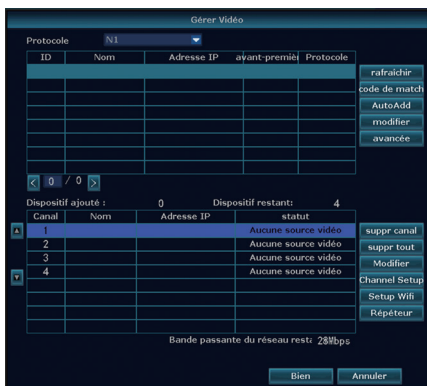 Gérer Vidéo
Protocole N1
ID Nom Adresse IP avant-premièi Protocole
rafraîchir
code de match
AutoAdd
modifier
avancée
< 0 / 0 >
Dispositif ajouté : 0 Dispositif restant: 4
Canal Nom Adresse IP statut
1 Aucune source vidéo suppr canal
2 Aucune source vidéo suppr tout
3 Aucune source vidéo Modifier
4 Aucune source vidéo Channel Setup
Setup Wifi
Répéteur
Bande passante du réseau resta 28Mbps
Bien Annuler